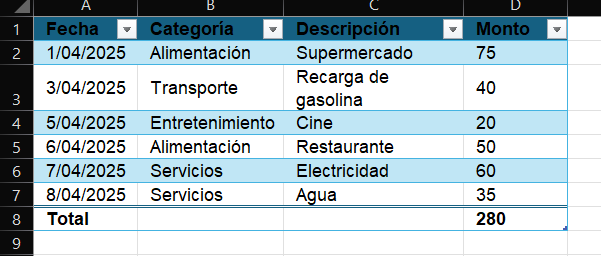 A B C D
1 Fecha Categoría Descripción Monto
2 1/04/2025 Alimentación Supermercado 75
Recarga de
3 3/04/2025 Transporte gasolina 40
4 5/04/2025 Entretenimiento Cine 20
5 6/04/2025 Alimentación Restaurante 50
6 7/04/2025 Servicios Electricidad 60
7 8/04/2025 Servicios Agua 35
8 Total 280
9